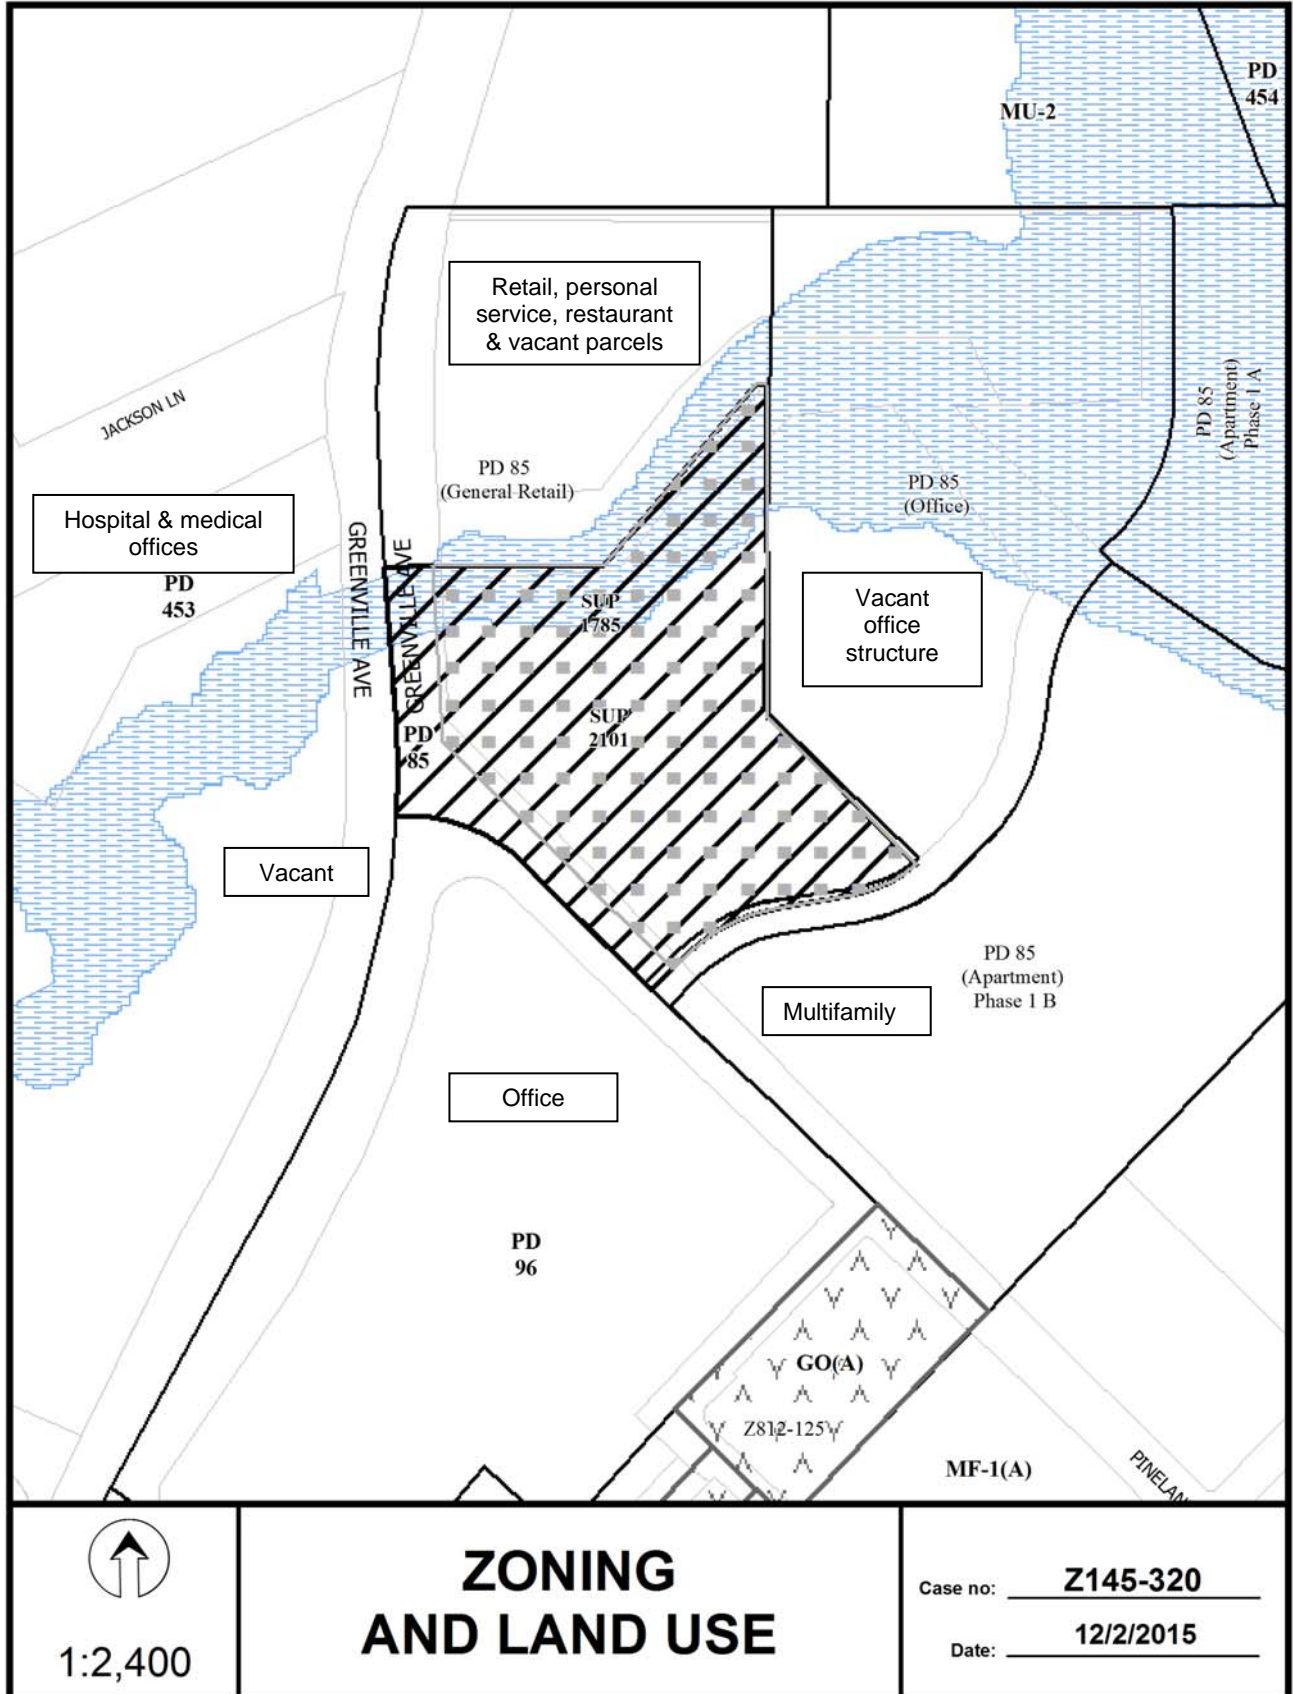 PD
454
MU-2
Retail, personal
service, restaurant
& vacant parcels
PD 85
(Apartment)
Phase 1 A
JACKSON LN
PD 85
(General Retail)
PD 85
(Office)
Hospital & medical
offices
PD
453
GREENVILLE AVE
GREENVILLE AVE
SUP
1785
Vacant
office
structure
SUP
2101
PD
85
Vacant
PD 85
(Apartment)
Phase 1 B
Multifamily
Office
PD
96
GO(A)
Z812-125
MF-1(A)
PINELAN
1:2,400
ZONING
AND LAND USE
Case no: Z145-320
Date: 12/2/2015